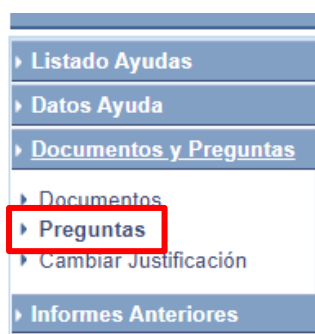 Listado Ayudas
Datos Ayuda
Documentos y Preguntas
Documentos
Preguntas
Cambiar Justificación
Informes Anteriores